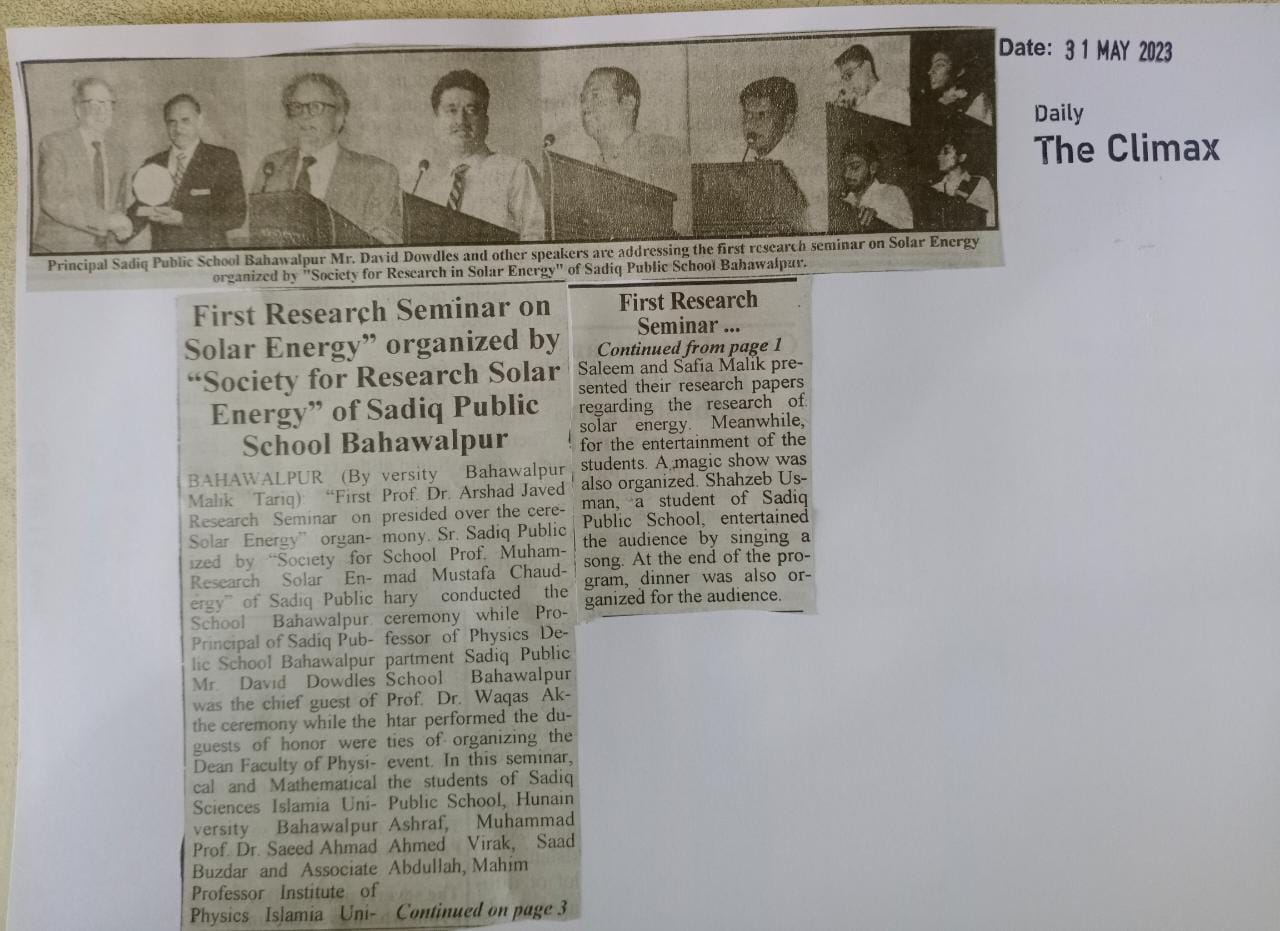 Date: 31 MAY 2023
Daily
The Climax
Principal Sadiq Public School Bahawalpur Mr. David Dowdles and other speakers are addressing the first research seminar on Solar Energy
organized by "Society for Research in Solar Energy" of Sadiq Public School Bahawalpur.
First Research Seminar on
Solar Energy” organized by
“Society for Research Solar
Energy” of Sadiq Public
School Bahawalpur
BAHAWALPUR (By
Malik Tariq) “First
Research Seminar on
Solar Energy” organ-
ized by “Society for
Research Solar En-
ergy” of Sadiq Public
School Bahawalpur.
Principal of Sadiq Pub-
lic School Bahawalpur
Mr. David Dowdles
was the chief guest of
the ceremony while the
guests of honor were
Dean Faculty of Physi-
cal and Mathematical
Sciences Islamia Uni-
versity Bahawalpur
Prof. Dr. Saeed Ahmad
Buzdar and Associate
Professor Institute of
Physics Islamia Uni-
versity Bahawalpur
Prof. Dr. Arshad Javed
presided over the cere-
mony. Sr. Sadiq Public
School Prof. Muham-
mad Mustafa Chaud-
hary conducted the
ceremony while Pro-
fessor of Physics De-
partment Sadiq Public
School Bahawalpur
Prof. Dr. Waqas Ak-
htar performed the du-
ties of organizing the
event. In this seminar,
the students of Sadiq
Public School, Hunain
Ashraf, Muhammad
Ahmed Virak, Saad
Abdullah, Mahim
Continued on page 3
First Research
Seminar ...
Continued from page 1
Saleem and Safia Malik pre-
sented their research papers
regarding the research of
solar energy. Meanwhile,
for the entertainment of the
students. A magic show was
also organized. Shahzeb Us-
man, a student of Sadiq
Public School, entertained
the audience by singing a
song. At the end of the pro-
gram, dinner was also or-
ganized for the audience.